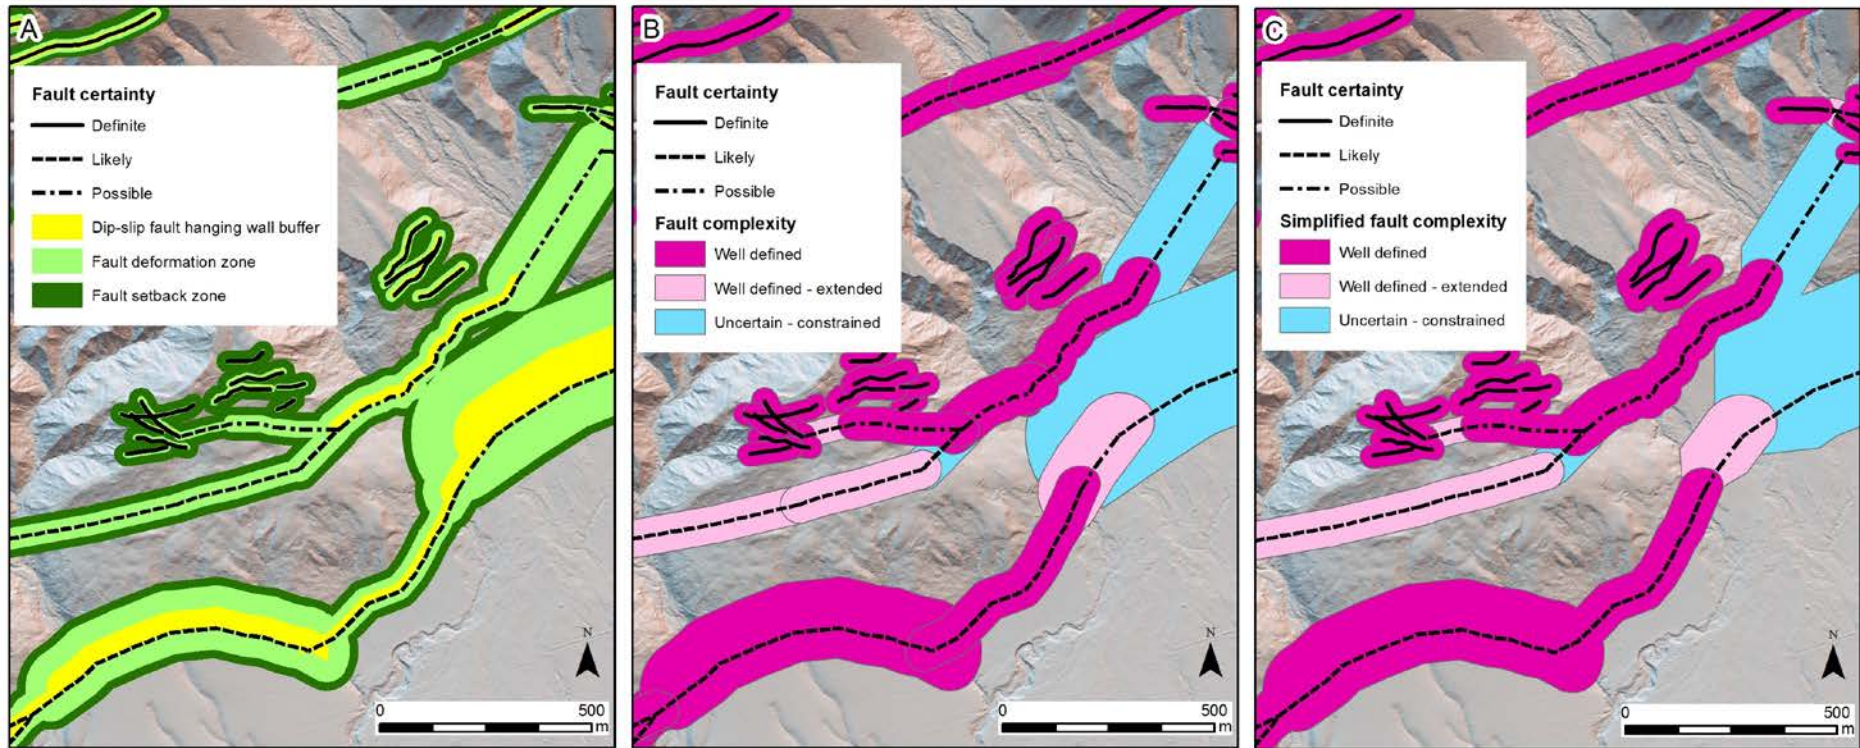 A
Fault certainty
Definite
Likely
Possible
Dip-slip fault hanging wall buffer
Fault deformation zone
Fault setback zone
N
0 500
m
B
Fault certainty
Definite
Likely
Possible
Fault complexity
Well defined
Well defined - extended
Uncertain - constrained
N
0 500
m
C
Fault certainty
Definite
Likely
Possible
Simplified fault complexity
Well defined
Well defined - extended
Uncertain - constrained
N
0 500
m